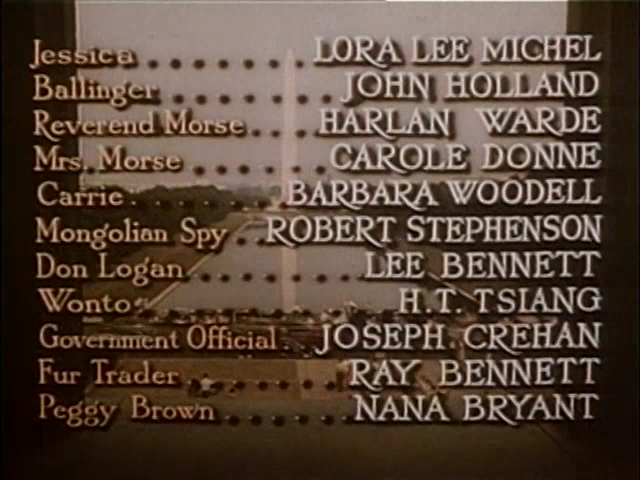 Jessica . . . . . . . . LORA LEE MICHEL
Ballinger . . . . . . . . JOHN HOLLAND
Reverend Morse . . . . HARLAN WARDE
Mrs. Morse . . . . . . . CAROLE DONNE
Carrie . . . . . . . . BARBARA WOODELL
Mongolian Spy . . ROBERT STEPHENSON
Don Logan . . . . . . . . LEE BENNETT
Wonto . . . . . . . . . . . . H.T. TSIANG
Government Official . . JOSEPH CREHAN
Fur Trader . . . . . . . . RAY BENNETT
Peggy Brown . . . . . . NANA BRYANT